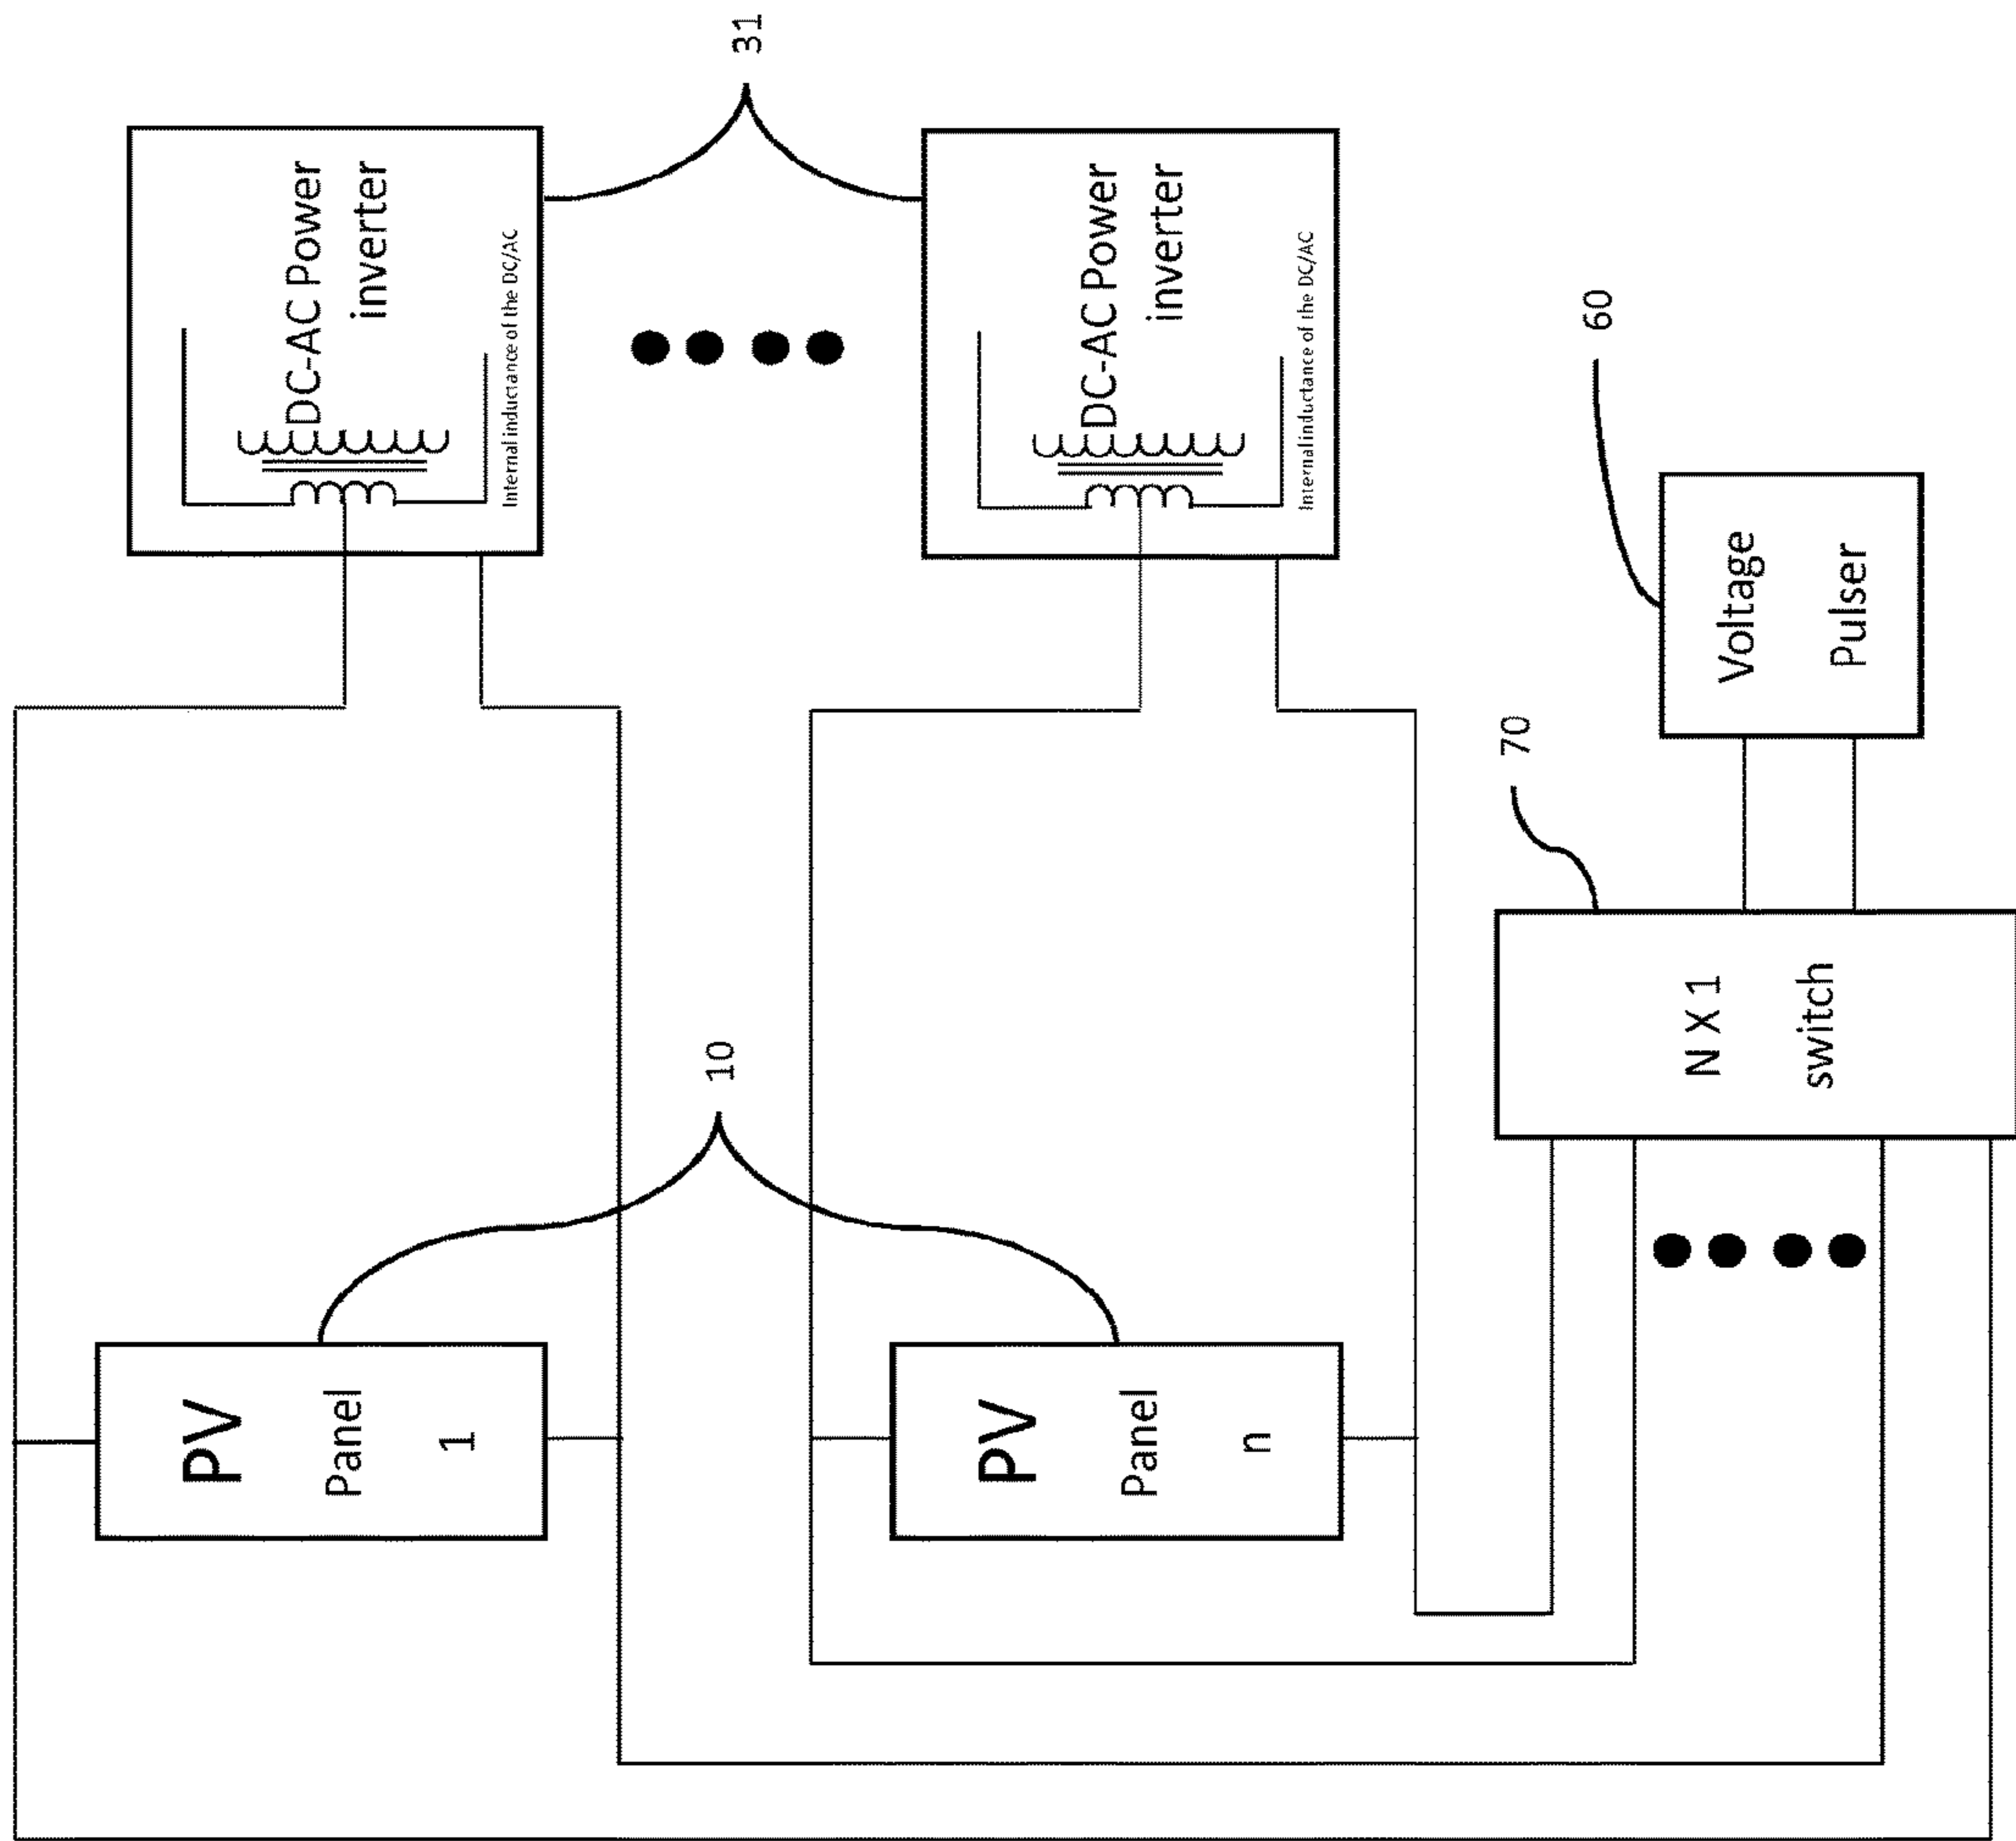 PV
Panel
1
10
PV
Panel
n
DC-AC Power
inverter
Internal inductance of the DC/AC
31
DC-AC Power
inverter
Internal inductance of the DC/AC
N X 1
switch
70
Voltage
Pulser
60